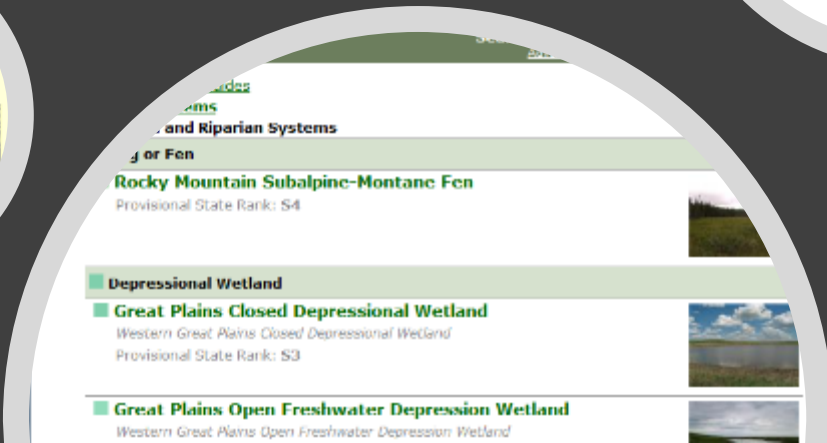 and Riparian Systems
or Fen
Rocky Mountain Subalpine-Montane Fen
Provisional State Rank: S4
Depressional Wetland
Great Plains Closed Depressional Wetland
Western Great Plains Closed Depressional Wetland
Provisional State Rank: S3
Great Plains Open Freshwater Depression Wetland
Western Great Plains Open Freshwater Depression Wetland